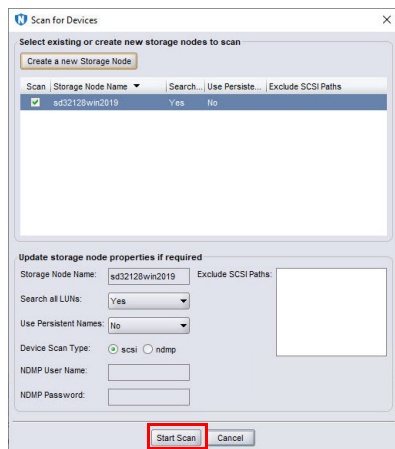 Scan for Devices
Select existing or create new storage nodes to scan
Create a new Storage Node
Scan Storage Node Name Search... Use Persiste... Exclude SCSI Paths
sd32128win2019 Yes No
Update storage node properties if required
Storage Node Name: sd32128win2019 Exclude SCSI Paths:
Search all LUNs: Yes
Use Persistent Names: No
Device Scan Type: scsi ndmp
NDMP User Name:
NDMP Password:
Start Scan Cancel